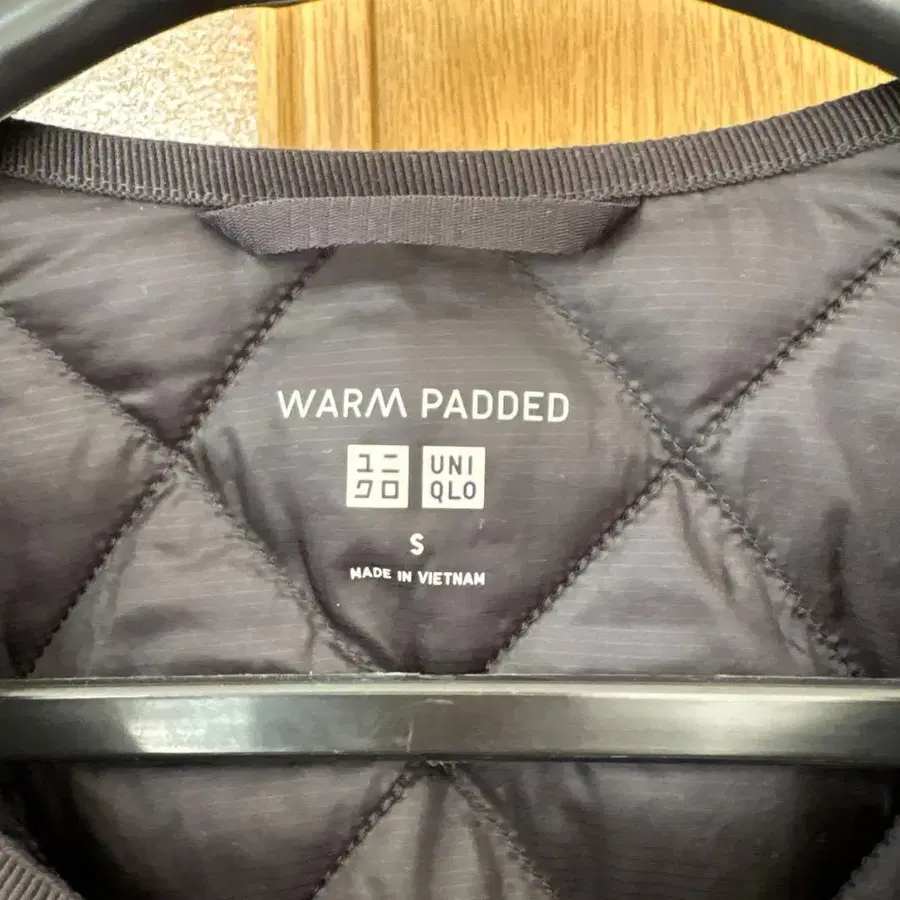 WARM PADDED
ユニ UNI
クロ QLO
S
MADE IN VIETNAM